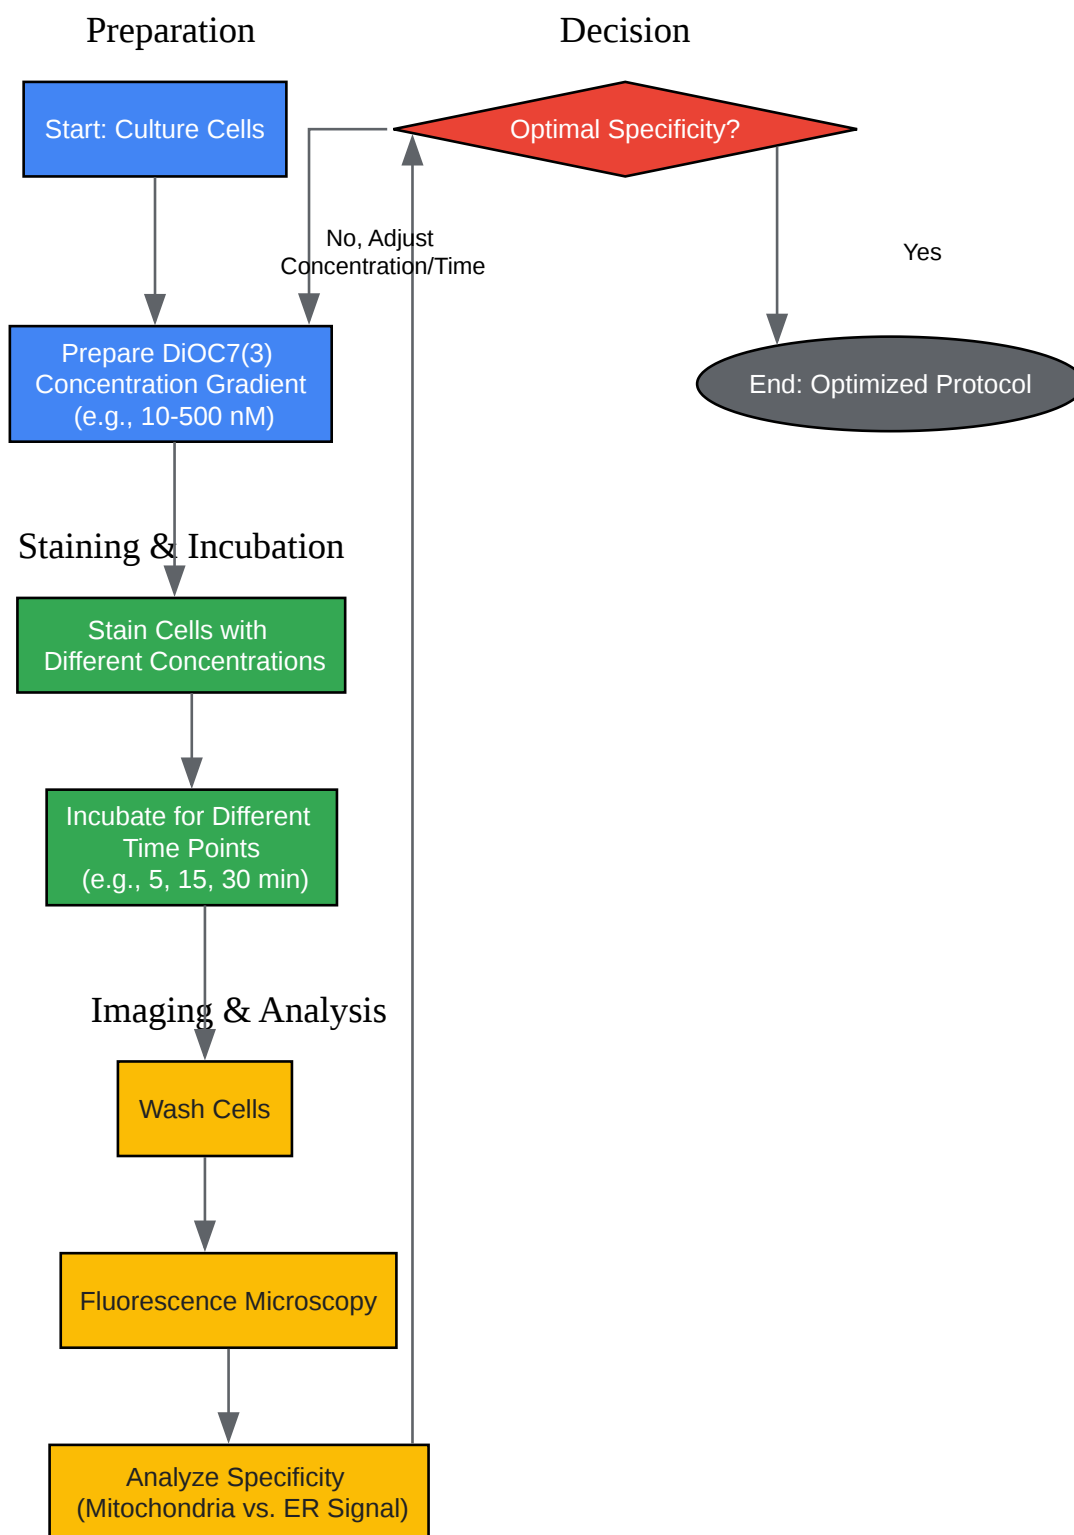 Preparation
Start: Culture Cells
Prepare DiOC7(3)
Concentration Gradient
(e.g., 10-500 nM)
Staining & Incubation
Stain Cells with
Different Concentrations
Incubate for Different
Time Points
(e.g., 5, 15, 30 min)
Imaging & Analysis
Wash Cells
Fluorescence Microscopy
Analyze Specificity
(Mitochondria vs. ER Signal)
Decision
Optimal Specificity?
No, Adjust
Concentration/Time
Yes
End: Optimized Protocol